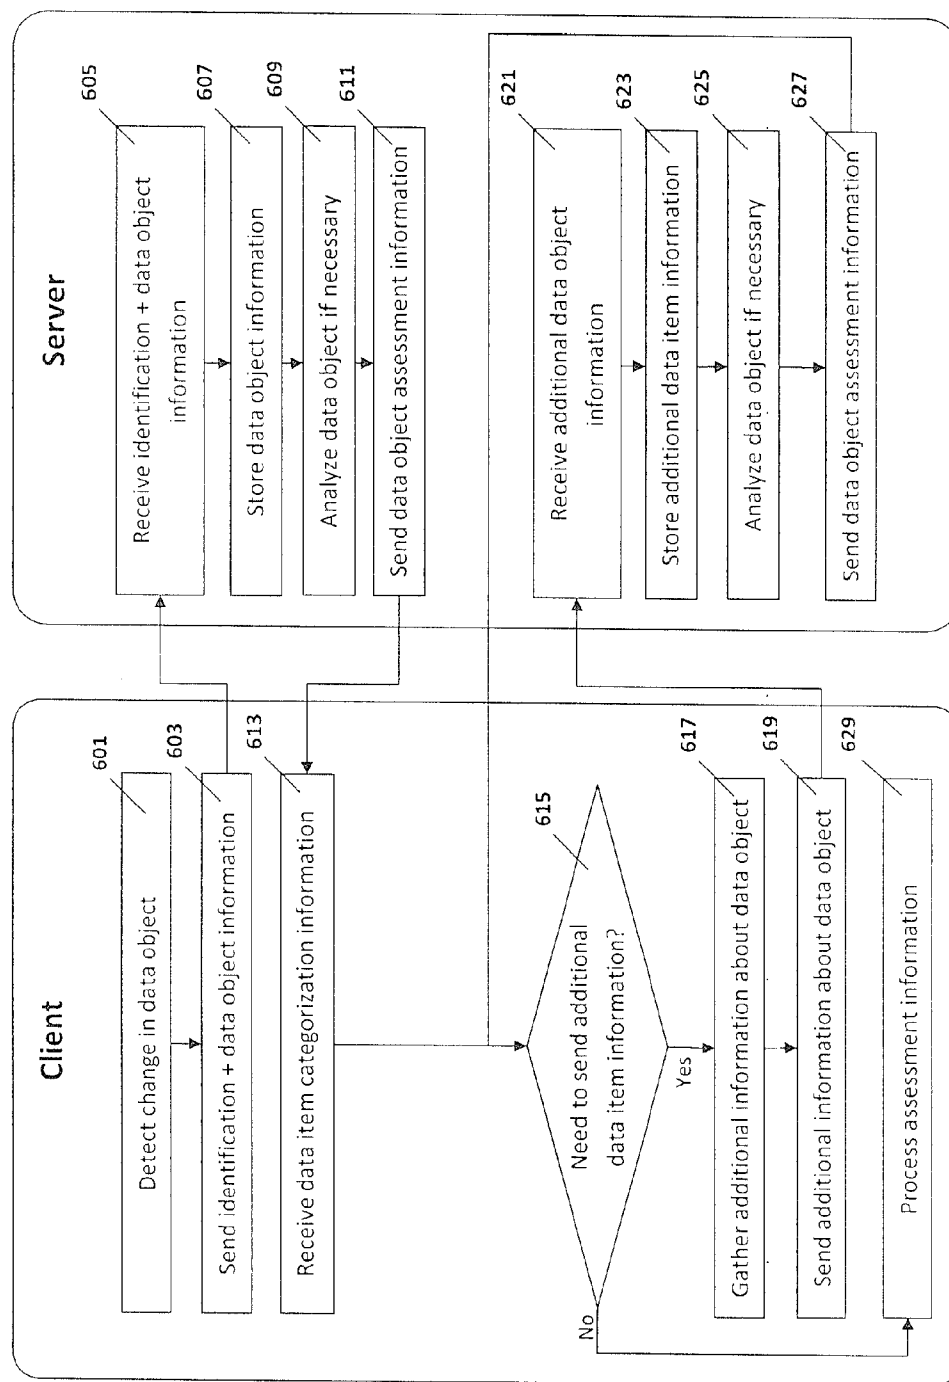 Client
601
Detect change in data object
603
Send identification + data object information
613
Receive data item categorization information
615
Need to send additional
data item information?
Yes
No
617
Gather additional information about data object
619
Send additional information about data object
629
Process assessment information
Server
605
Receive identification + data object
information
607
Store data object information
609
Analyze data object if necessary
611
Send data object assessment information
621
Receive additional data object
information
623
Store additional data item information
625
Analyze data object if necessary
627
Send data object assessment information